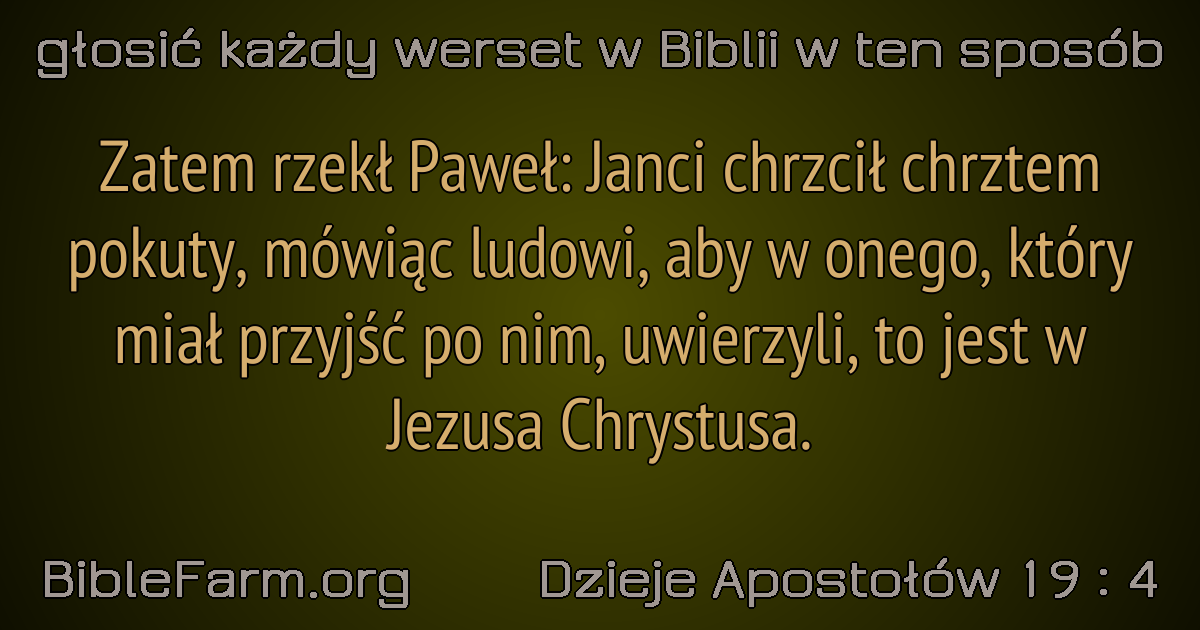 głosić każdy werset w Biblii w ten sposób
Zatem rzekł Paweł: Janci chrzcił chrztem
pokuty, mówiąc ludowi, aby w onego, który
miał przyjść po nim, uwierzyli, to jest w
Jezusa Chrystusa.
BibleFarm.org Dzieje Apostołów 19 : 4